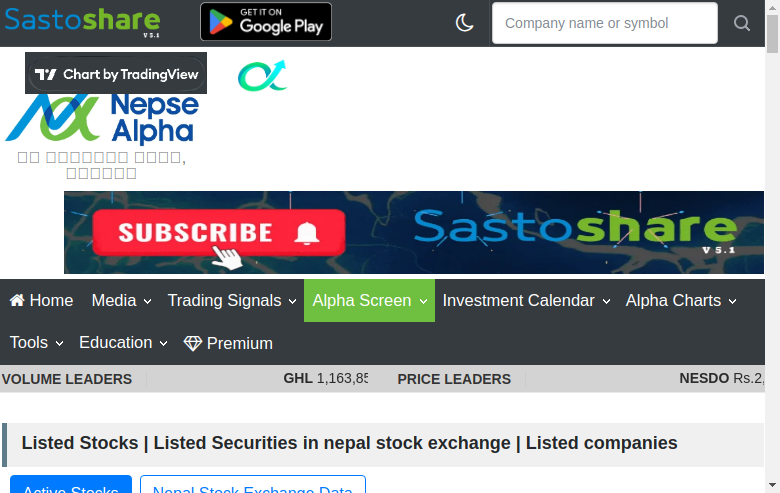 Sastoshare
V 5.1
GET IT ON
Google Play
Company name or symbol
Chart by TradingView
Nepse
Alpha
SUBSCRIBE
Sastoshare
V 5.1
Home Media Trading Signals Alpha Screen Investment Calendar Alpha Charts
Tools Education Premium
VOLUME LEADERS GHL 1,163,85 PRICE LEADERS NESDO Rs.2,
Listed Stocks | Listed Securities in nepal stock exchange | Listed companies
Active Stocks Nepal Stock Exchange Data